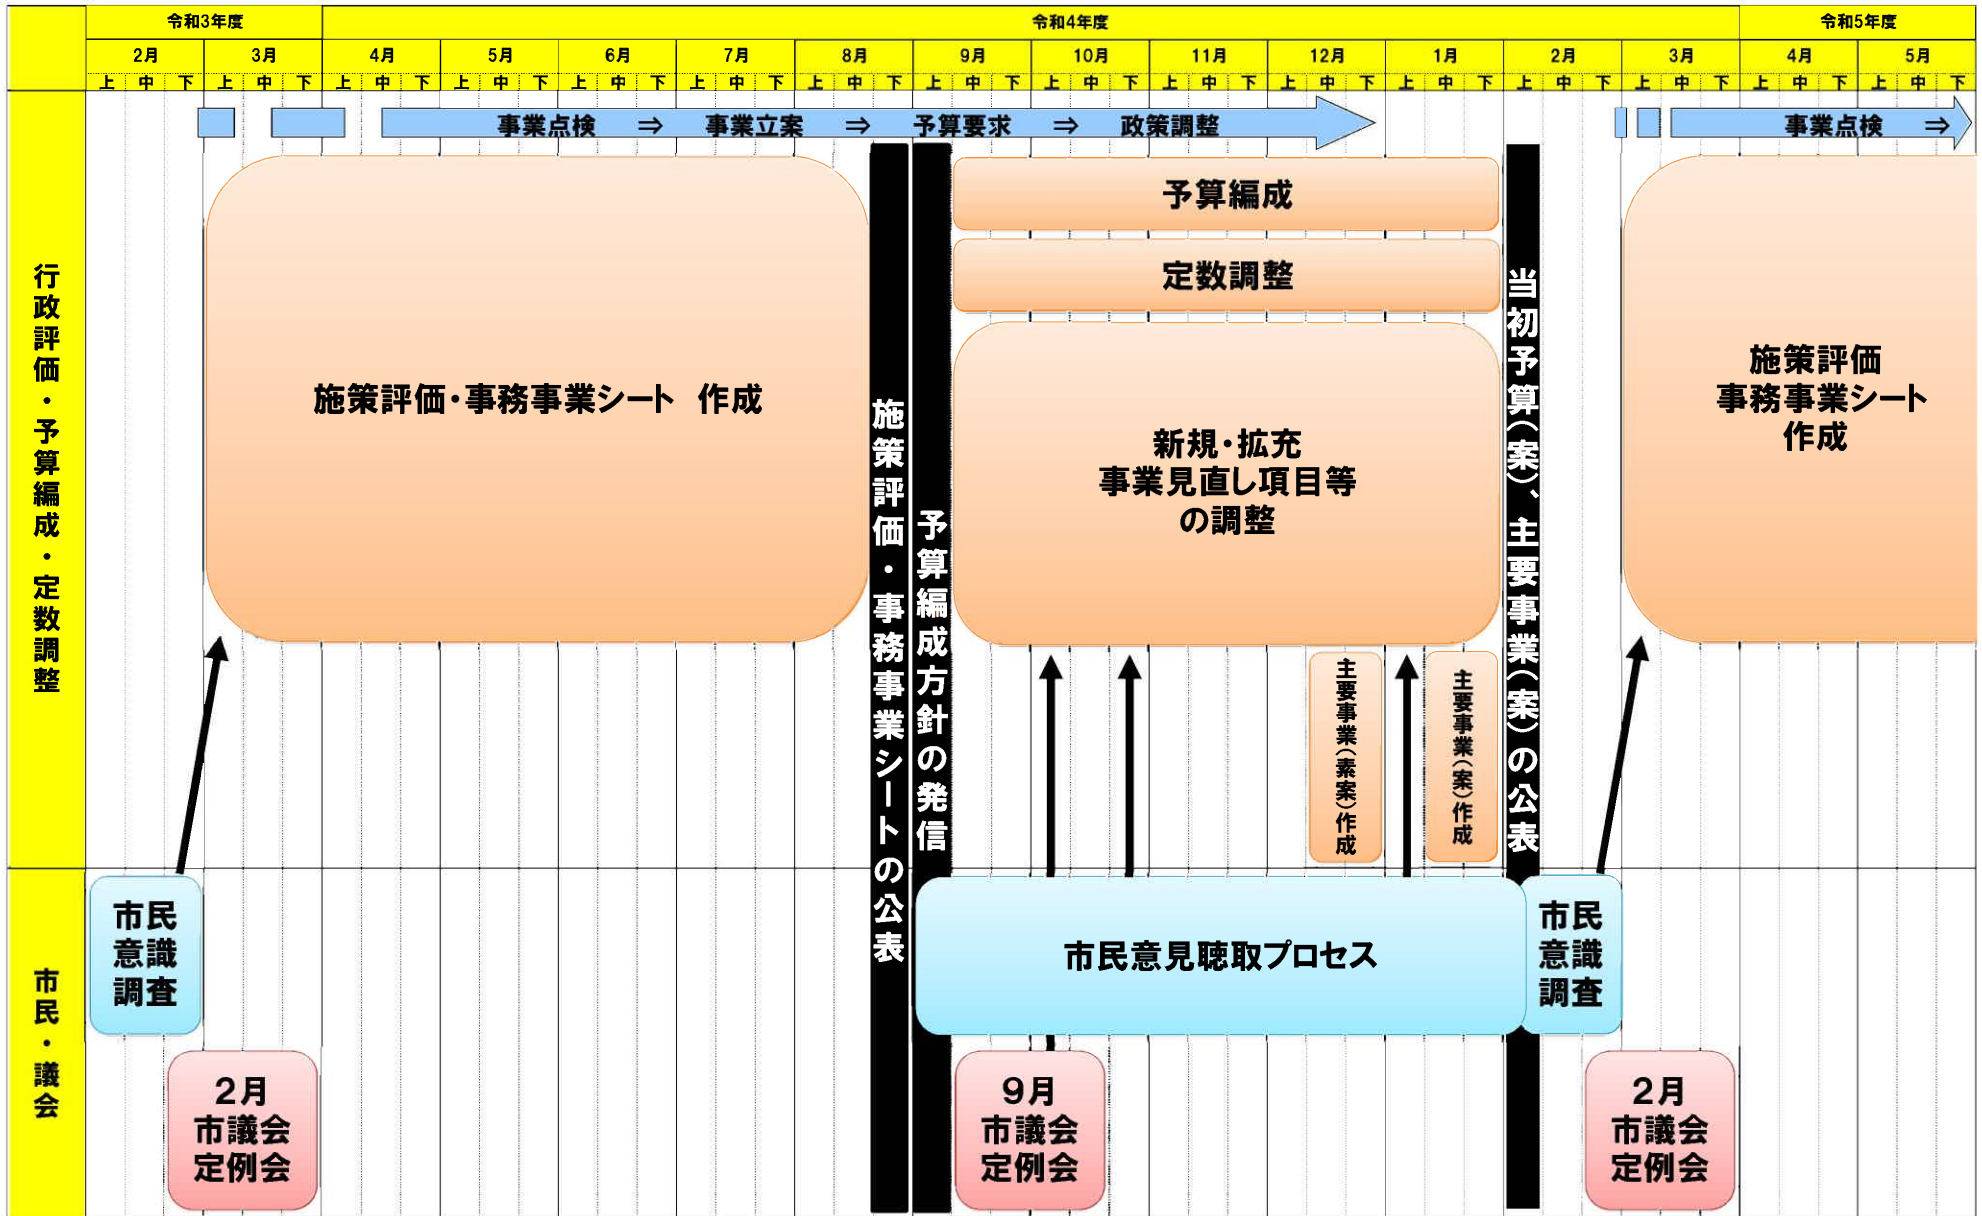 令和3年度 令和4年度 令和5年度
2月 3月 4月 5月 6月 7月 8月 9月 10月 11月 12月 1月 2月 3月 4月 5月
上 中 下 上 中 下 上 中 下 上 中 下 上 中 下 上 中 下 上 中 下 上 中 下 上 中 下 上 中 下 上 中 下 上 中 下 上 中 下 上 中 下 上 中 下 上 中 下
行政評価・予算編成・定数調整
事業点検 ⇒ 事業立案 ⇒ 予算要求 ⇒ 政策調整
事業点検 ⇒
施策評価・事務事業シート 作成
施策評価・事務事業シートの公表
予算編成方針の発信
予算編成
定数調整
新規・拡充
事業見直し項目等
の調整
主要事業(素案)作成
主要事業(案)作成
当初予算(案)、主要事業(案)の公表
施策評価
事務事業シート
作成
市民・議会
市民
意識
調査
市民意見聴取プロセス
市民
意識
調査
2月
市議会
定例会
9月
市議会
定例会
2月
市議会
定例会